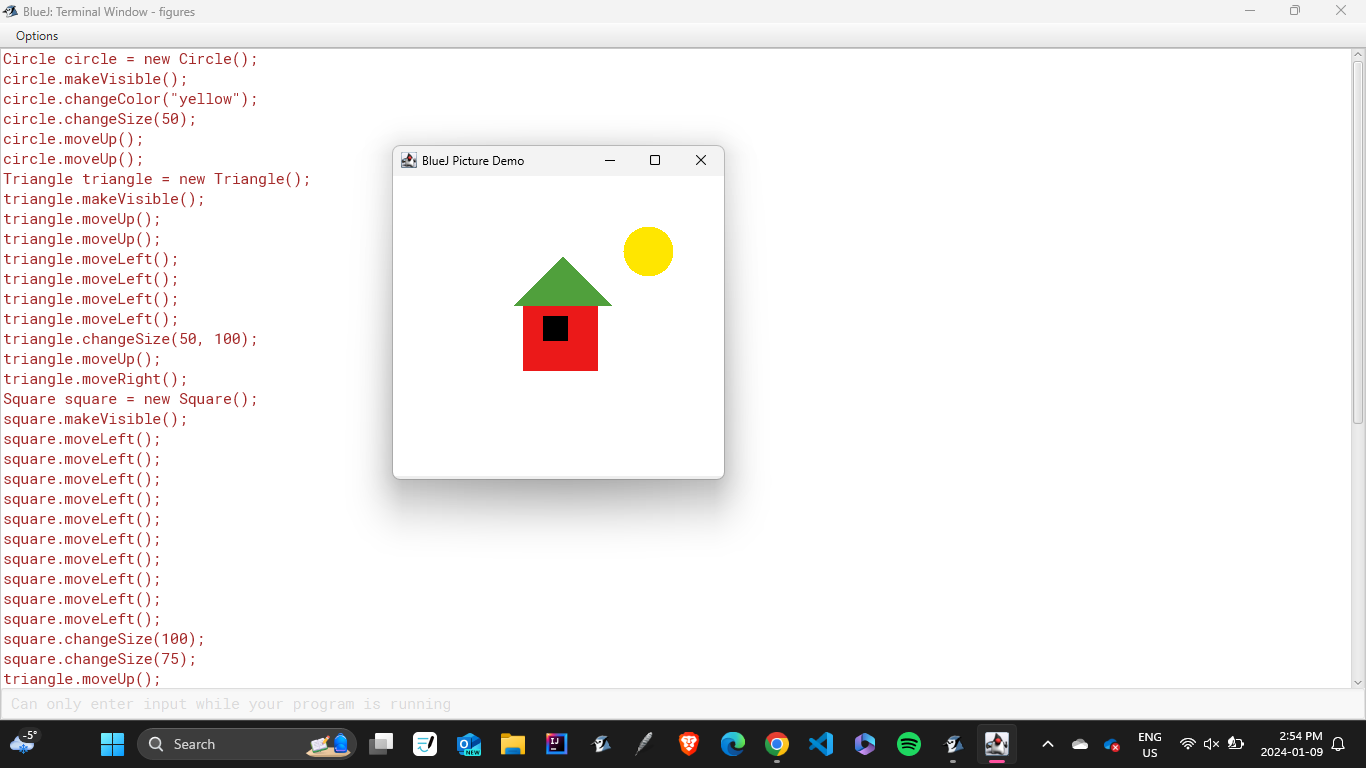 BlueJ: Terminal Window - figures
Options
Circle circle = new Circle();
circle.makeVisible();
circle.changeColor("yellow");
circle.changeSize(50);
circle.moveUp();
circle.moveUp();
Triangle triangle = new Triangle();
triangle.makeVisible();
triangle.moveUp();
triangle.moveUp();
triangle.moveLeft();
triangle.moveLeft();
triangle.moveLeft();
triangle.moveLeft();
triangle.changeSize(50, 100);
triangle.moveUp();
triangle.moveRight();
Square square = new Square();
square.makeVisible();
square.moveLeft();
square.moveLeft();
square.moveLeft();
square.moveLeft();
square.moveLeft();
square.moveLeft();
square.moveLeft();
square.moveLeft();
square.moveLeft();
square.moveLeft();
square.changeSize(100);
square.changeSize(75);
triangle.moveUp();
BlueJ Picture Demo
Can only enter input while your program is running
-5°
Search
NEW
IJ
ENG
US
2:54 PM
2024-01-09